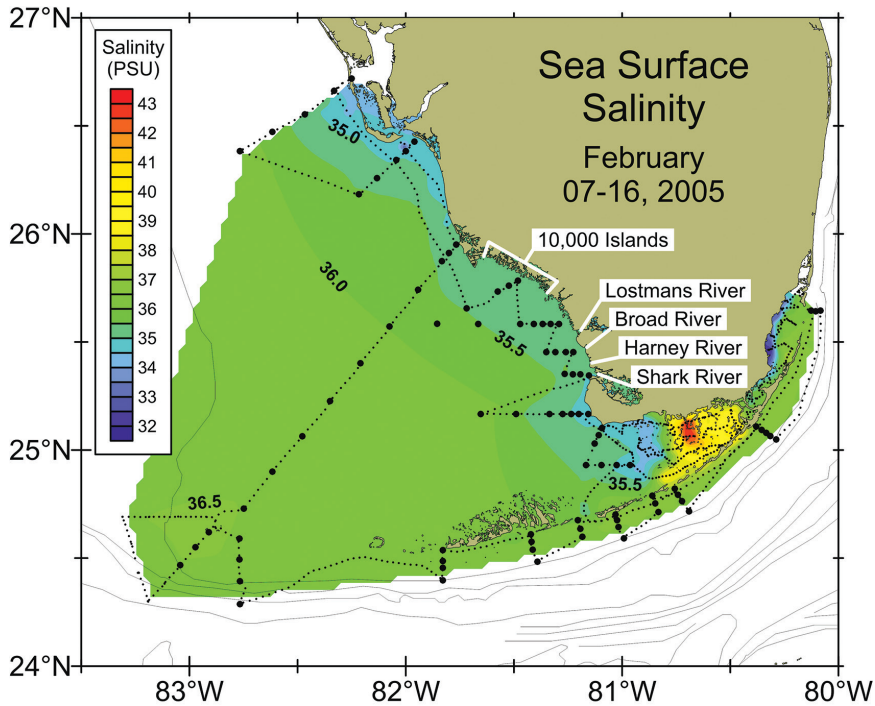 27°N
26°N
25°N
24°N
83°W
82°W
81°W
80°W
Salinity
(PSU)
43
42
41
40
39
38
37
36
35
34
33
32
Sea Surface
Salinity
February
07-16, 2005
10,000 Islands
Lostmans River
Broad River
Harney River
Shark River
35.0
36.0
35.5
35.5
36.5